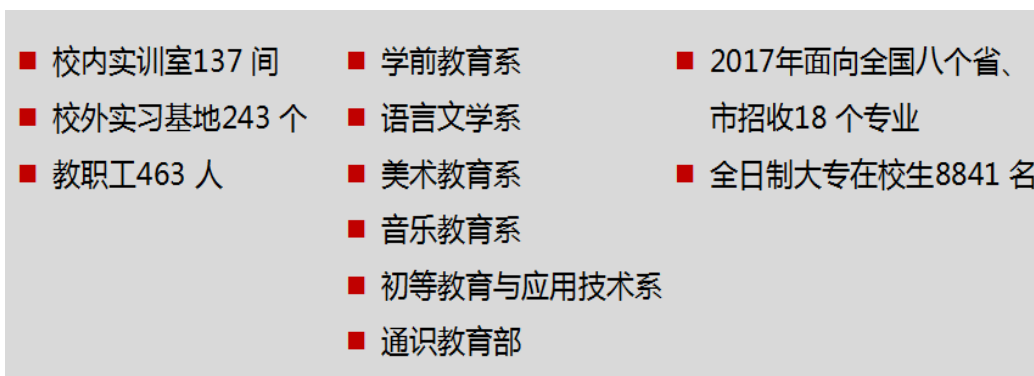 校内实训室137 间
校外实习基地243 个
教职工463 人
学前教育系
语言文学系
美术教育系
音乐教育系
初等教育与应用技术系
通识教育部
2017年面向全国八个省、
市招收18 个专业
全日制大专在校生8841 名